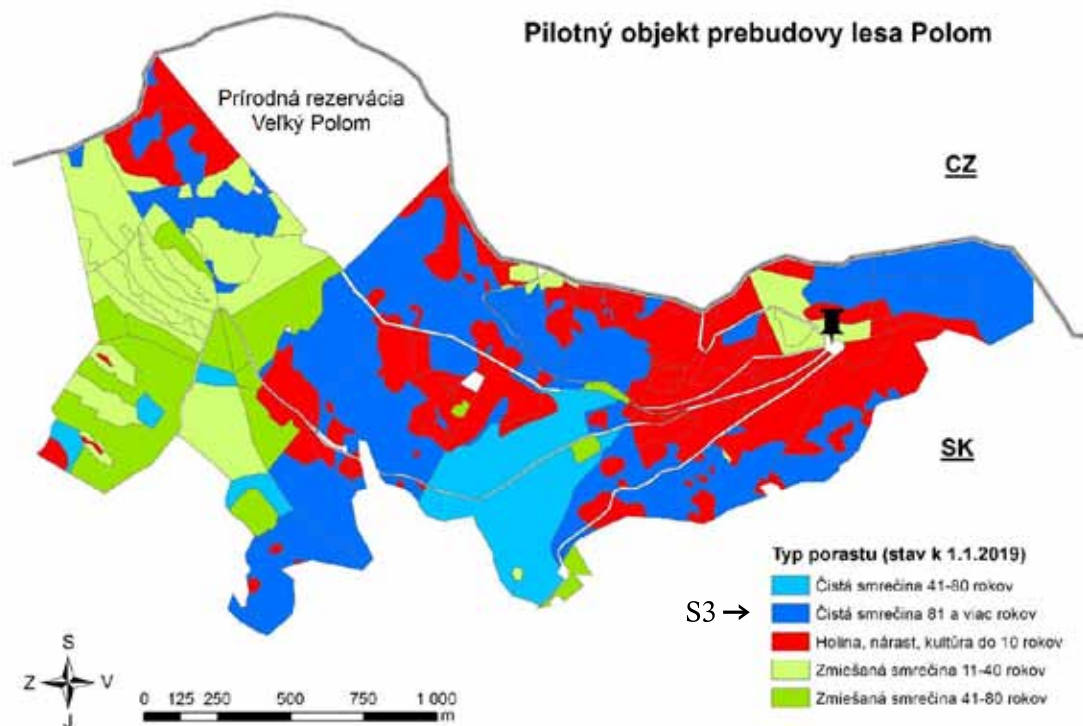 Pilotný objekt prebudovy lesa Polom
Prírodná rezervácia
Veľký Polom
CZ
SK
Typ porastu (stav k 1.1.2019)
Čistá smrečina 41-80 rokov
S3 → Čistá smrečina 81 a viac rokov
Holina, nárast, kultúra do 10 rokov
Zmiešaná smrečina 11-40 rokov
Zmiešaná smrečina 41-80 rokov
S
Z V
J
0 125 250 500 750 1 000
m